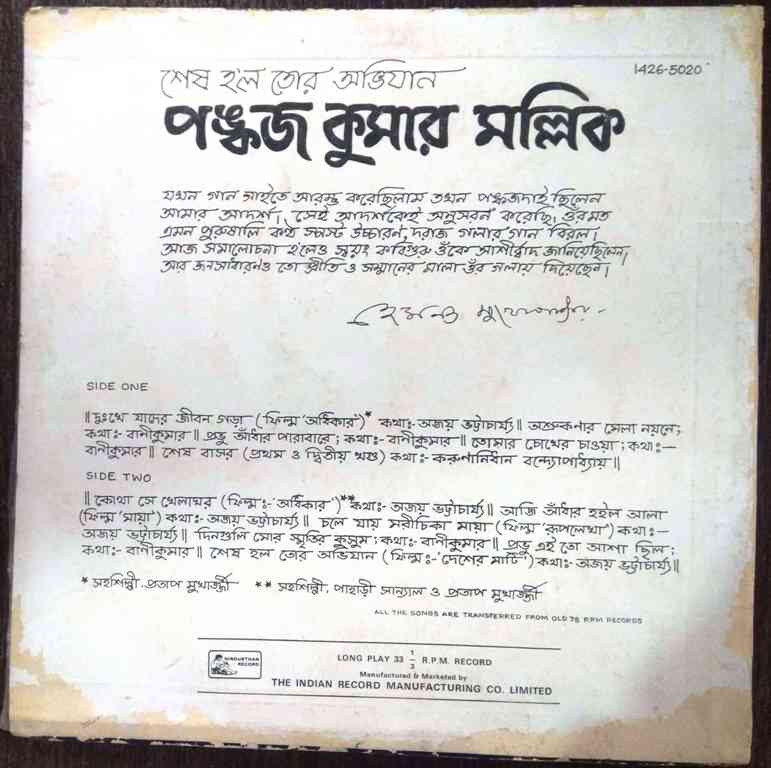 শেষ হ'ল তোর অভিযান
1426-5020
পঙ্কজ কুমার মল্লিক
যখন গান গাইতে আরম্ভ করেছিলাম তখন পঙ্কজদাই ছিলেন
আমার আদর্শ। সেই আদর্শকেই অনুসরণ করেছি, ওঁরমত
এমন পুরুষালি কণ্ঠ স্পষ্ট উচ্চারণ, দরাজ গলার গান বিরল।
আজ সমালোচনা হলেও স্বয়ং কবিগুরু ওঁকে আশীর্ব্বাদ জানিয়েছিলেন,
আর জনসাধারণও তো প্রীতি ও সম্মানের মালা ওঁর গলায় দিয়েছেন।
হেমন্ত মুখোপাধ্যায়
SIDE ONE
॥ দুঃখে যাদের জীবন গড়া (ফিল্ম 'অধিকার')* কথাঃ- অজয় ভট্টাচার্য্য ॥ অশ্রুকণার মেলা নয়নে;
কথাঃ- বানীকুমার ॥ প্রভু আঁধার পারাবারে; কথাঃ- বানীকুমার ॥ তোমার চোখের চাওয়া; কথাঃ-
বানীকুমার ॥ শেষ বাসর (প্রথম ও দ্বিতীয় খণ্ড) কথাঃ- করুণানিধান বন্দ্যোপাধ্যায় ॥
SIDE TWO
॥ কোথা সে খেলাঘর (ফিল্মঃ- 'অধিকার')** কথাঃ- অজয় ভট্টাচার্য্য ॥ আজি আঁধার হইল আলা
(ফিল্ম 'মায়া') কথাঃ- অজয় ভট্টাচার্য্য ॥ চলে যায় মরীচিকা মায়া (ফিল্ম 'রূপলেখা') কথাঃ-
অজয় ভট্টাচার্য্য ॥ দিনগুলি মোর স্মৃতির কুসুম; কথাঃ- বানীকুমার ॥ প্রভু এই তো আশা ছিল;
কথাঃ- বানীকুমার ॥ শেষ হল তোর অভিযান (ফিল্মঃ- 'দেশের মাটি') কথাঃ- অজয় ভট্টাচার্য্য ॥
* সহশিল্পী প্রতাপ মুখার্জ্জী ** সহশিল্পী, পাহাড়ী সান্যাল ও প্রতাপ মুখার্জ্জী
ALL THE SONGS ARE TRANSFERRED FROM OLD 78 RPM RECORDS
HINDUSTHAN RECORD
LONG PLAY 33 1/3 R.P.M. RECORD
Manufactured & Marketed by
THE INDIAN RECORD MANUFACTURING CO. LIMITED